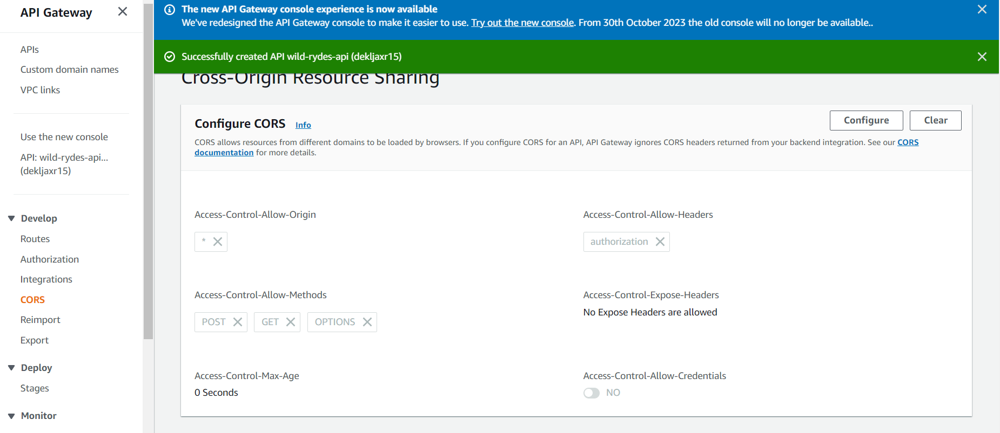 API Gateway
APIs
Custom domain names
VPC links
Use the new console
API: wild-rydes-api...
(dekljaxr15)
Develop
Routes
Authorization
Integrations
CORS
Reimport
Export
Deploy
Stages
Monitor
The new API Gateway console experience is now available
We've redesigned the API Gateway console to make it easier to use. Try out the new console. From 30th October 2023 the old console will no longer be available..
Successfully created API wild-rydes-api (dekljaxr15)
Cross-Origin Resource Sharing
Configure CORS Info
Configure Clear
CORS allows resources from different domains to be loaded by browsers. If you configure CORS for an API, API Gateway ignores CORS headers returned from your backend integration. See our CORS
documentation for more details.
Access-Control-Allow-Origin
*
Access-Control-Allow-Headers
authorization
Access-Control-Allow-Methods
POST GET OPTIONS
Access-Control-Expose-Headers
No Expose Headers are allowed
Access-Control-Max-Age
0 Seconds
Access-Control-Allow-Credentials
NO